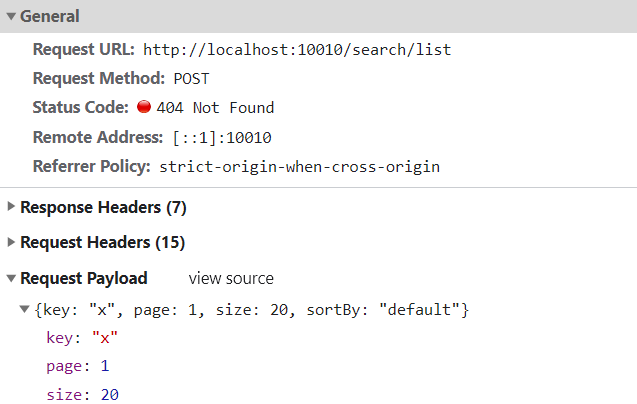 General
Request URL: http://localhost:10010/search/list
Request Method: POST
Status Code: 404 Not Found
Remote Address: [::1]:10010
Referrer Policy: strict-origin-when-cross-origin
Response Headers (7)
Request Headers (15)
Request Payload view source
{key: "x", page: 1, size: 20, sortBy: "default"}
key: "x"
page: 1
size: 20